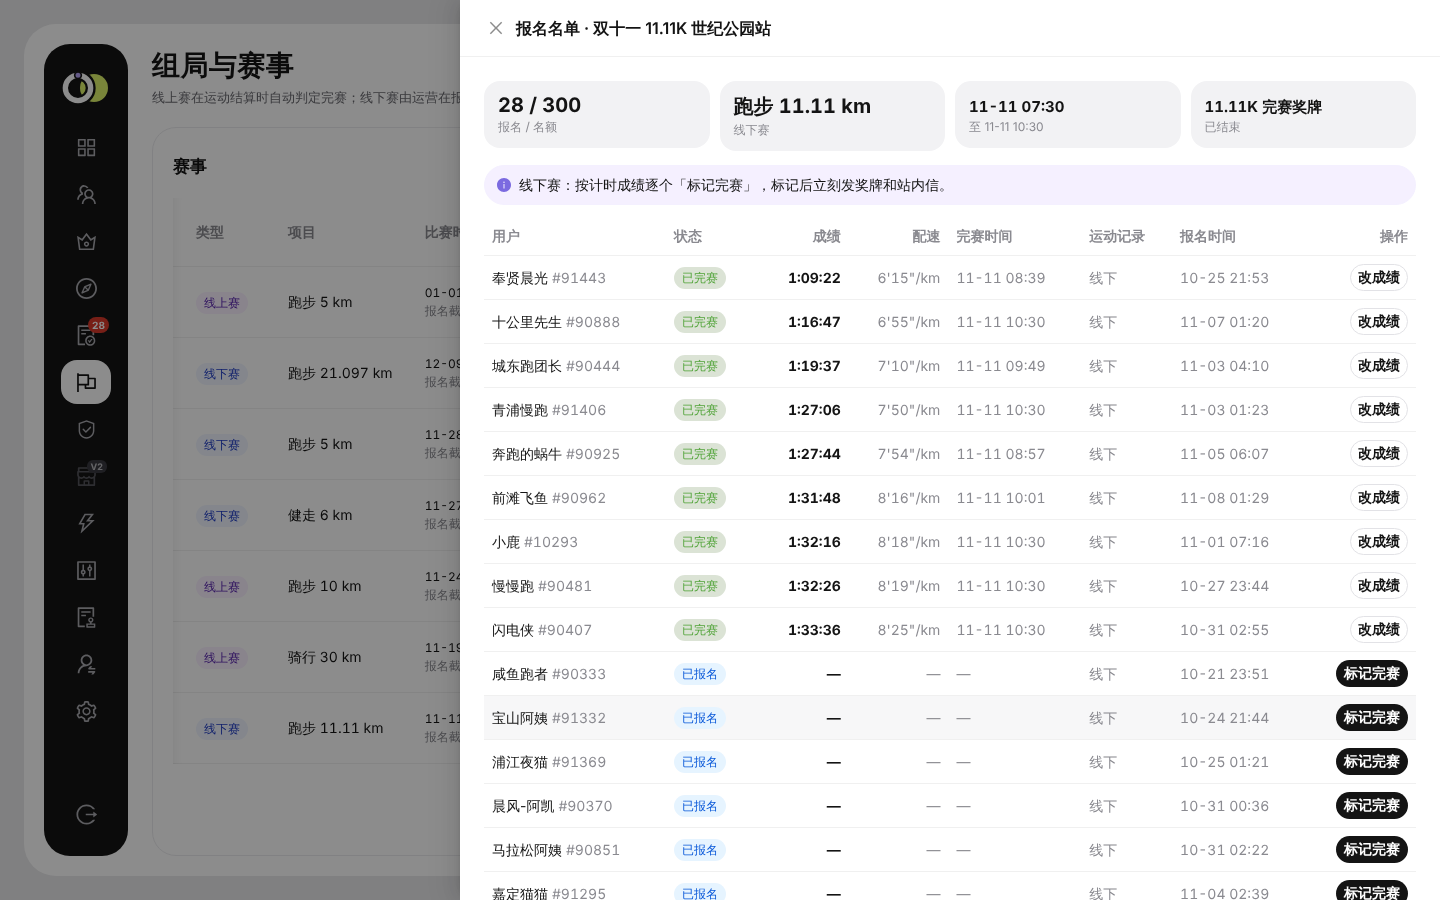 组局与赛事
线上赛在运动结算时自动判定完赛；线下赛由运营在报
赛事
类型 项目 比赛时
线上赛 跑步 5 km 01-01
报名截
线下赛 跑步 21.097 km 12-09
报名截
线下赛 跑步 5 km 11-28
报名截
线下赛 健走 6 km 11-27
报名截
线上赛 跑步 10 km 11-24
报名截
线上赛 骑行 30 km 11-19
报名截
线下赛 跑步 11.11 km 11-11
报名截
28
V2
报名名单 · 双十一 11.11K 世纪公园站
28 / 300
报名 / 名额
跑步 11.11 km
线下赛
11-11 07:30
至 11-11 10:30
11.11K 完赛奖牌
已结束
线下赛：按计时成绩逐个「标记完赛」，标记后立刻发奖牌和站内信。
用户 状态 成绩 配速 完赛时间 运动记录 报名时间 操作
奉贤晨光 #91443 已完赛 1:09:22 6'15"/km 11-11 08:39 线下 10-25 21:53 改成绩
十公里先生 #90888 已完赛 1:16:47 6'55"/km 11-11 10:30 线下 11-07 01:20 改成绩
城东跑团长 #90444 已完赛 1:19:37 7'10"/km 11-11 09:49 线下 11-03 04:10 改成绩
青浦慢跑 #91406 已完赛 1:27:06 7'50"/km 11-11 10:30 线下 11-03 01:23 改成绩
奔跑的蜗牛 #90925 已完赛 1:27:44 7'54"/km 11-11 08:57 线下 11-05 06:07 改成绩
前滩飞鱼 #90962 已完赛 1:31:48 8'16"/km 11-11 10:01 线下 11-08 01:29 改成绩
小鹿 #10293 已完赛 1:32:16 8'18"/km 11-11 10:30 线下 11-01 07:16 改成绩
慢慢跑 #90481 已完赛 1:32:26 8'19"/km 11-11 10:30 线下 10-27 23:44 改成绩
闪电侠 #90407 已完赛 1:33:36 8'25"/km 11-11 10:30 线下 10-31 02:55 改成绩
咸鱼跑者 #90333 已报名 — — — 线下 10-21 23:51 标记完赛
宝山阿姨 #91332 已报名 — — — 线下 10-24 21:44 标记完赛
浦江夜猫 #91369 已报名 — — — 线下 10-25 01:21 标记完赛
晨风-阿凯 #90370 已报名 — — — 线下 10-31 00:36 标记完赛
马拉松阿姨 #90851 已报名 — — — 线下 10-31 02:22 标记完赛
嘉定猫猫 #91295 已报名 — — — 线下 11-04 02:39 标记完赛